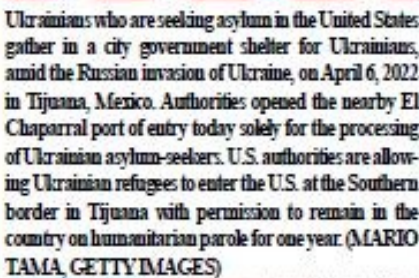 Ukrainians who are seeking asylum in the United States
gather in a city government shelter for Ukrainians,
amid the Russian invasion of Ukraine, on April 6, 2022
in Tijuana, Mexico. Authorities opened the nearby El
Chaparral port of entry today solely for the processing
of Ukrainian asylum-seekers. U.S. authorities are allow-
ing Ukrainian refugees to enter the U.S. at the Southern
border in Tijuana with permission to remain in the
country on humanitarian parole for one year. (MARIO
TAMA, GETTY IMAGES)